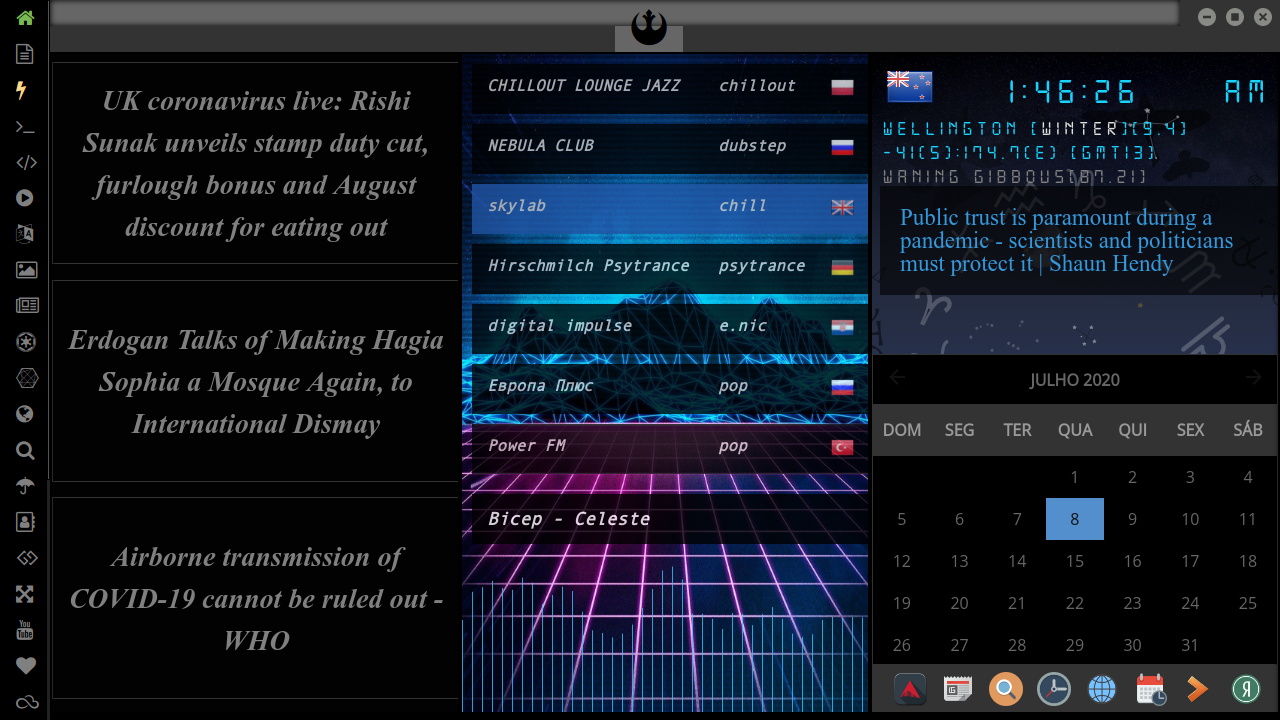 UK coronavirus live: Rishi
Sunak unveils stamp duty cut,
furlough bonus and August
discount for eating out
Erdogan Talks of Making Hagia
Sophia a Mosque Again, to
International Dismay
Airborne transmission of
COVID-19 cannot be ruled out -
WHO
CHILLOUT LOUNGE JAZZ chillout
NEBULA CLUB dubstep
skylab chill
Hirschmilch Psytrance psytrance
digital impulse e.nic
Европа Плюс pop
Power FM pop
Bicep - Celeste
1:46:26 AM
WELLINGTON [WINTER][9.4]
-41(S):174.7(E) [GMT13]
WANING GIBBOUS[87.21]
Public trust is paramount during a
pandemic - scientists and politicians
must protect it | Shaun Hendy
JULHO 2020
DOM SEG TER QUA QUI SEX SÁB
1 2 3 4
5 6 7 8 9 10 11
12 13 14 15 16 17 18
19 20 21 22 23 24 25
26 27 28 29 30 31
You
Tube
Я